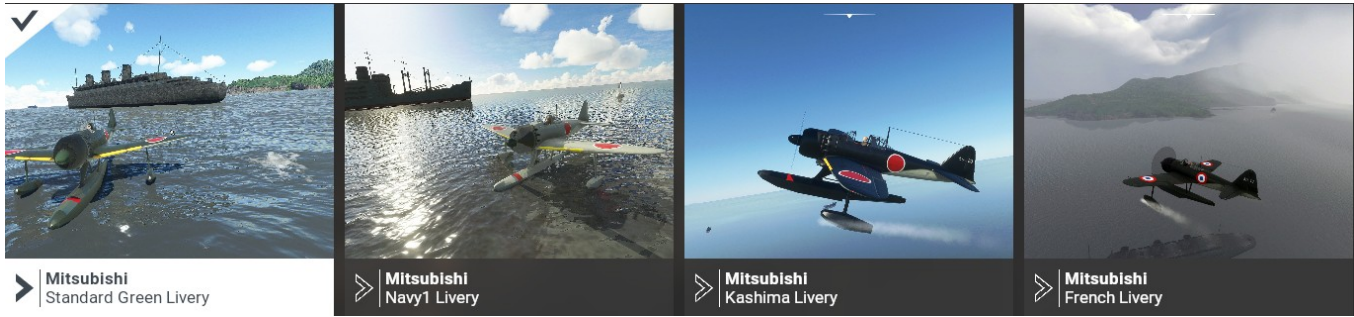 Mitsubishi
Standard Green Livery
Mitsubishi
Navy1 Livery
Mitsubishi
Kashima Livery
Mitsubishi
French Livery